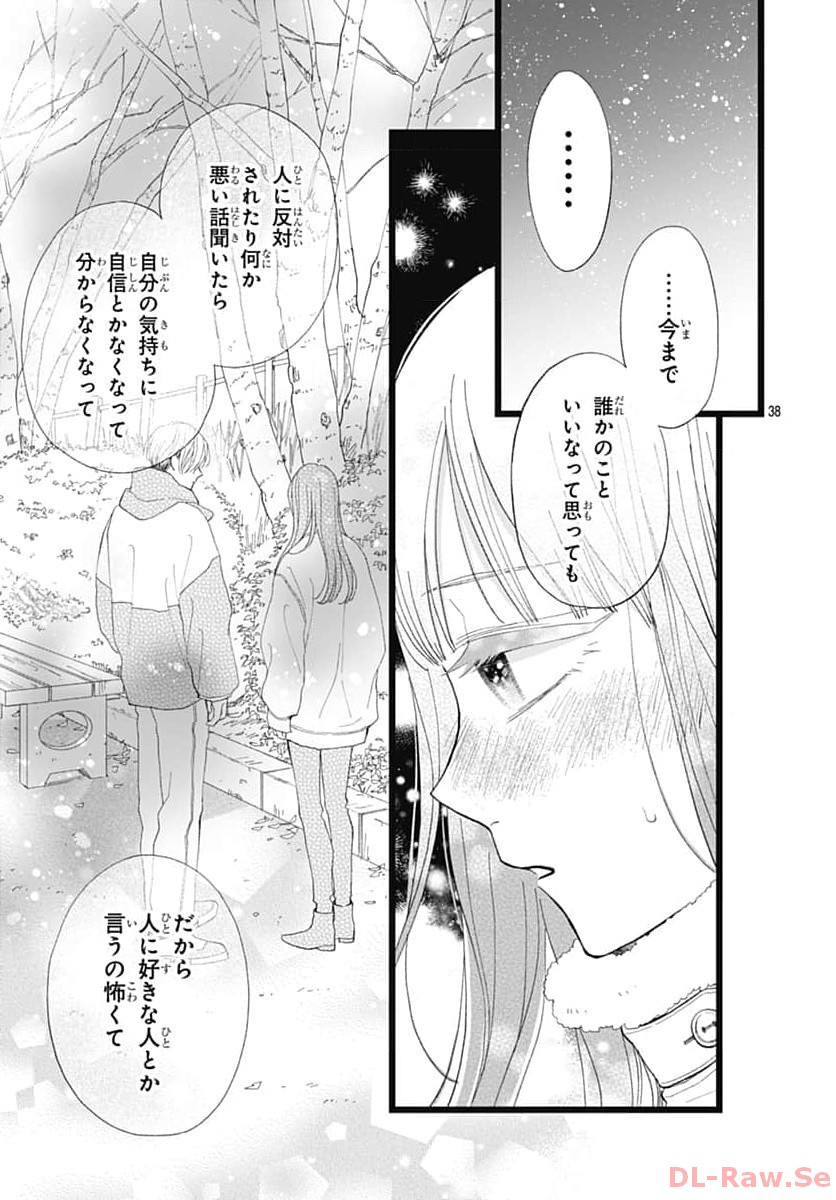 ………
……今まで
誰かのこと
いいなって思っても
人に反対
されたり何か
悪い話聞いたら
自分の気持ちに
自信とかなくなって
分からなくなって
だから
人に好きな人とか
言うの怖くて
38
DL-Raw.Se